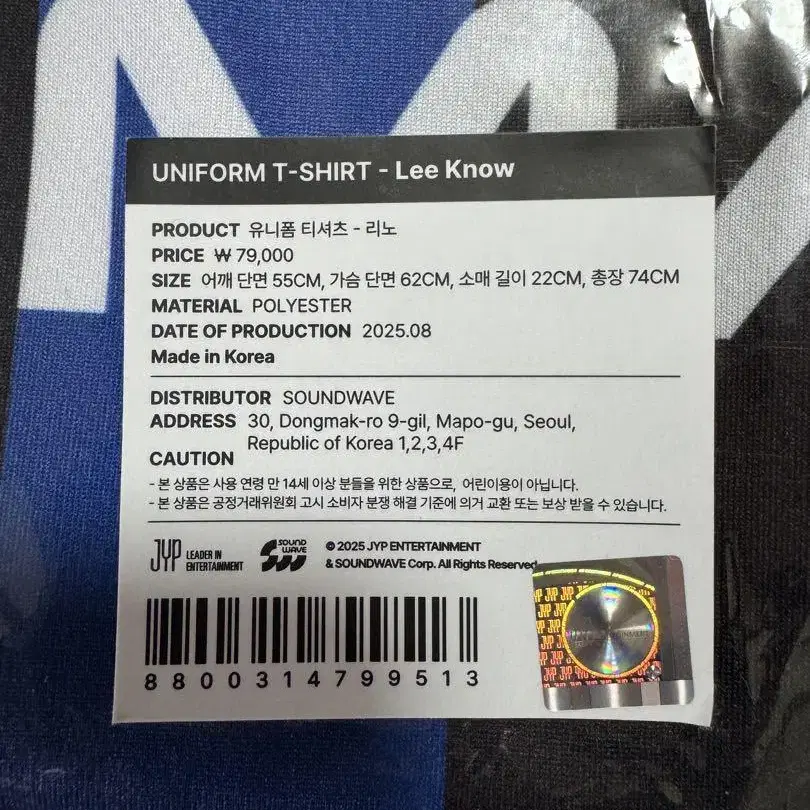 UNIFORM T-SHIRT - Lee Know
PRODUCT 유니폼 티셔츠 - 리노
PRICE ₩ 79,000
SIZE 어깨 단면 55CM, 가슴 단면 62CM, 소매 길이 22CM, 총장 74CM
MATERIAL POLYESTER
DATE OF PRODUCTION 2025.08
Made in Korea
DISTRIBUTOR SOUNDWAVE
ADDRESS 30, Dongmak-ro 9-gil, Mapo-gu, Seoul,
Republic of Korea 1,2,3,4F
CAUTION
- 본 상품은 사용 연령 만 14세 이상 분들을 위한 상품으로, 어린이용이 아닙니다.
- 본 상품은 공정거래위원회 고시 소비자 분쟁 해결 기준에 의거 교환 또는 보상 받을 수 있습니다.
JYP LEADER IN
ENTERTAINMENT
SOUND
WAVE
© 2025 JYP ENTERTAINMENT
& SOUNDWAVE Corp. All Rights Reserved
8800314799513
JYP JYP JYP